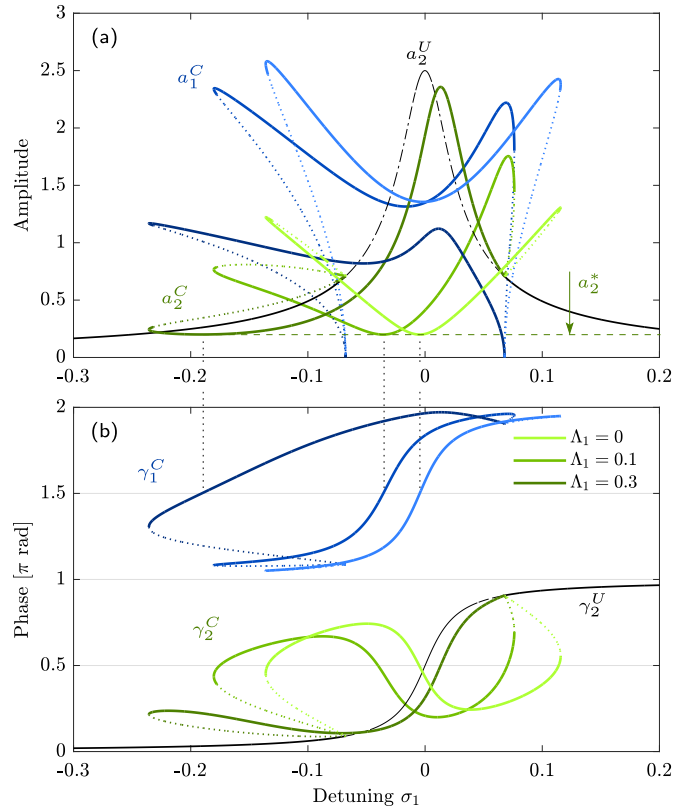 (a)
a_2^U
a_1^C
a_2^C
a_2^*
Amplitude
3
2.5
2
1.5
1
0.5
0
-0.3 -0.2 -0.1 0 0.1 0.2
(b)
γ_1^C
γ_2^C
γ_2^U
Λ_1 = 0
Λ_1 = 0.1
Λ_1 = 0.3
Phase [π rad]
2
1.5
1
0.5
0
-0.3 -0.2 -0.1 0 0.1 0.2
Detuning σ_1